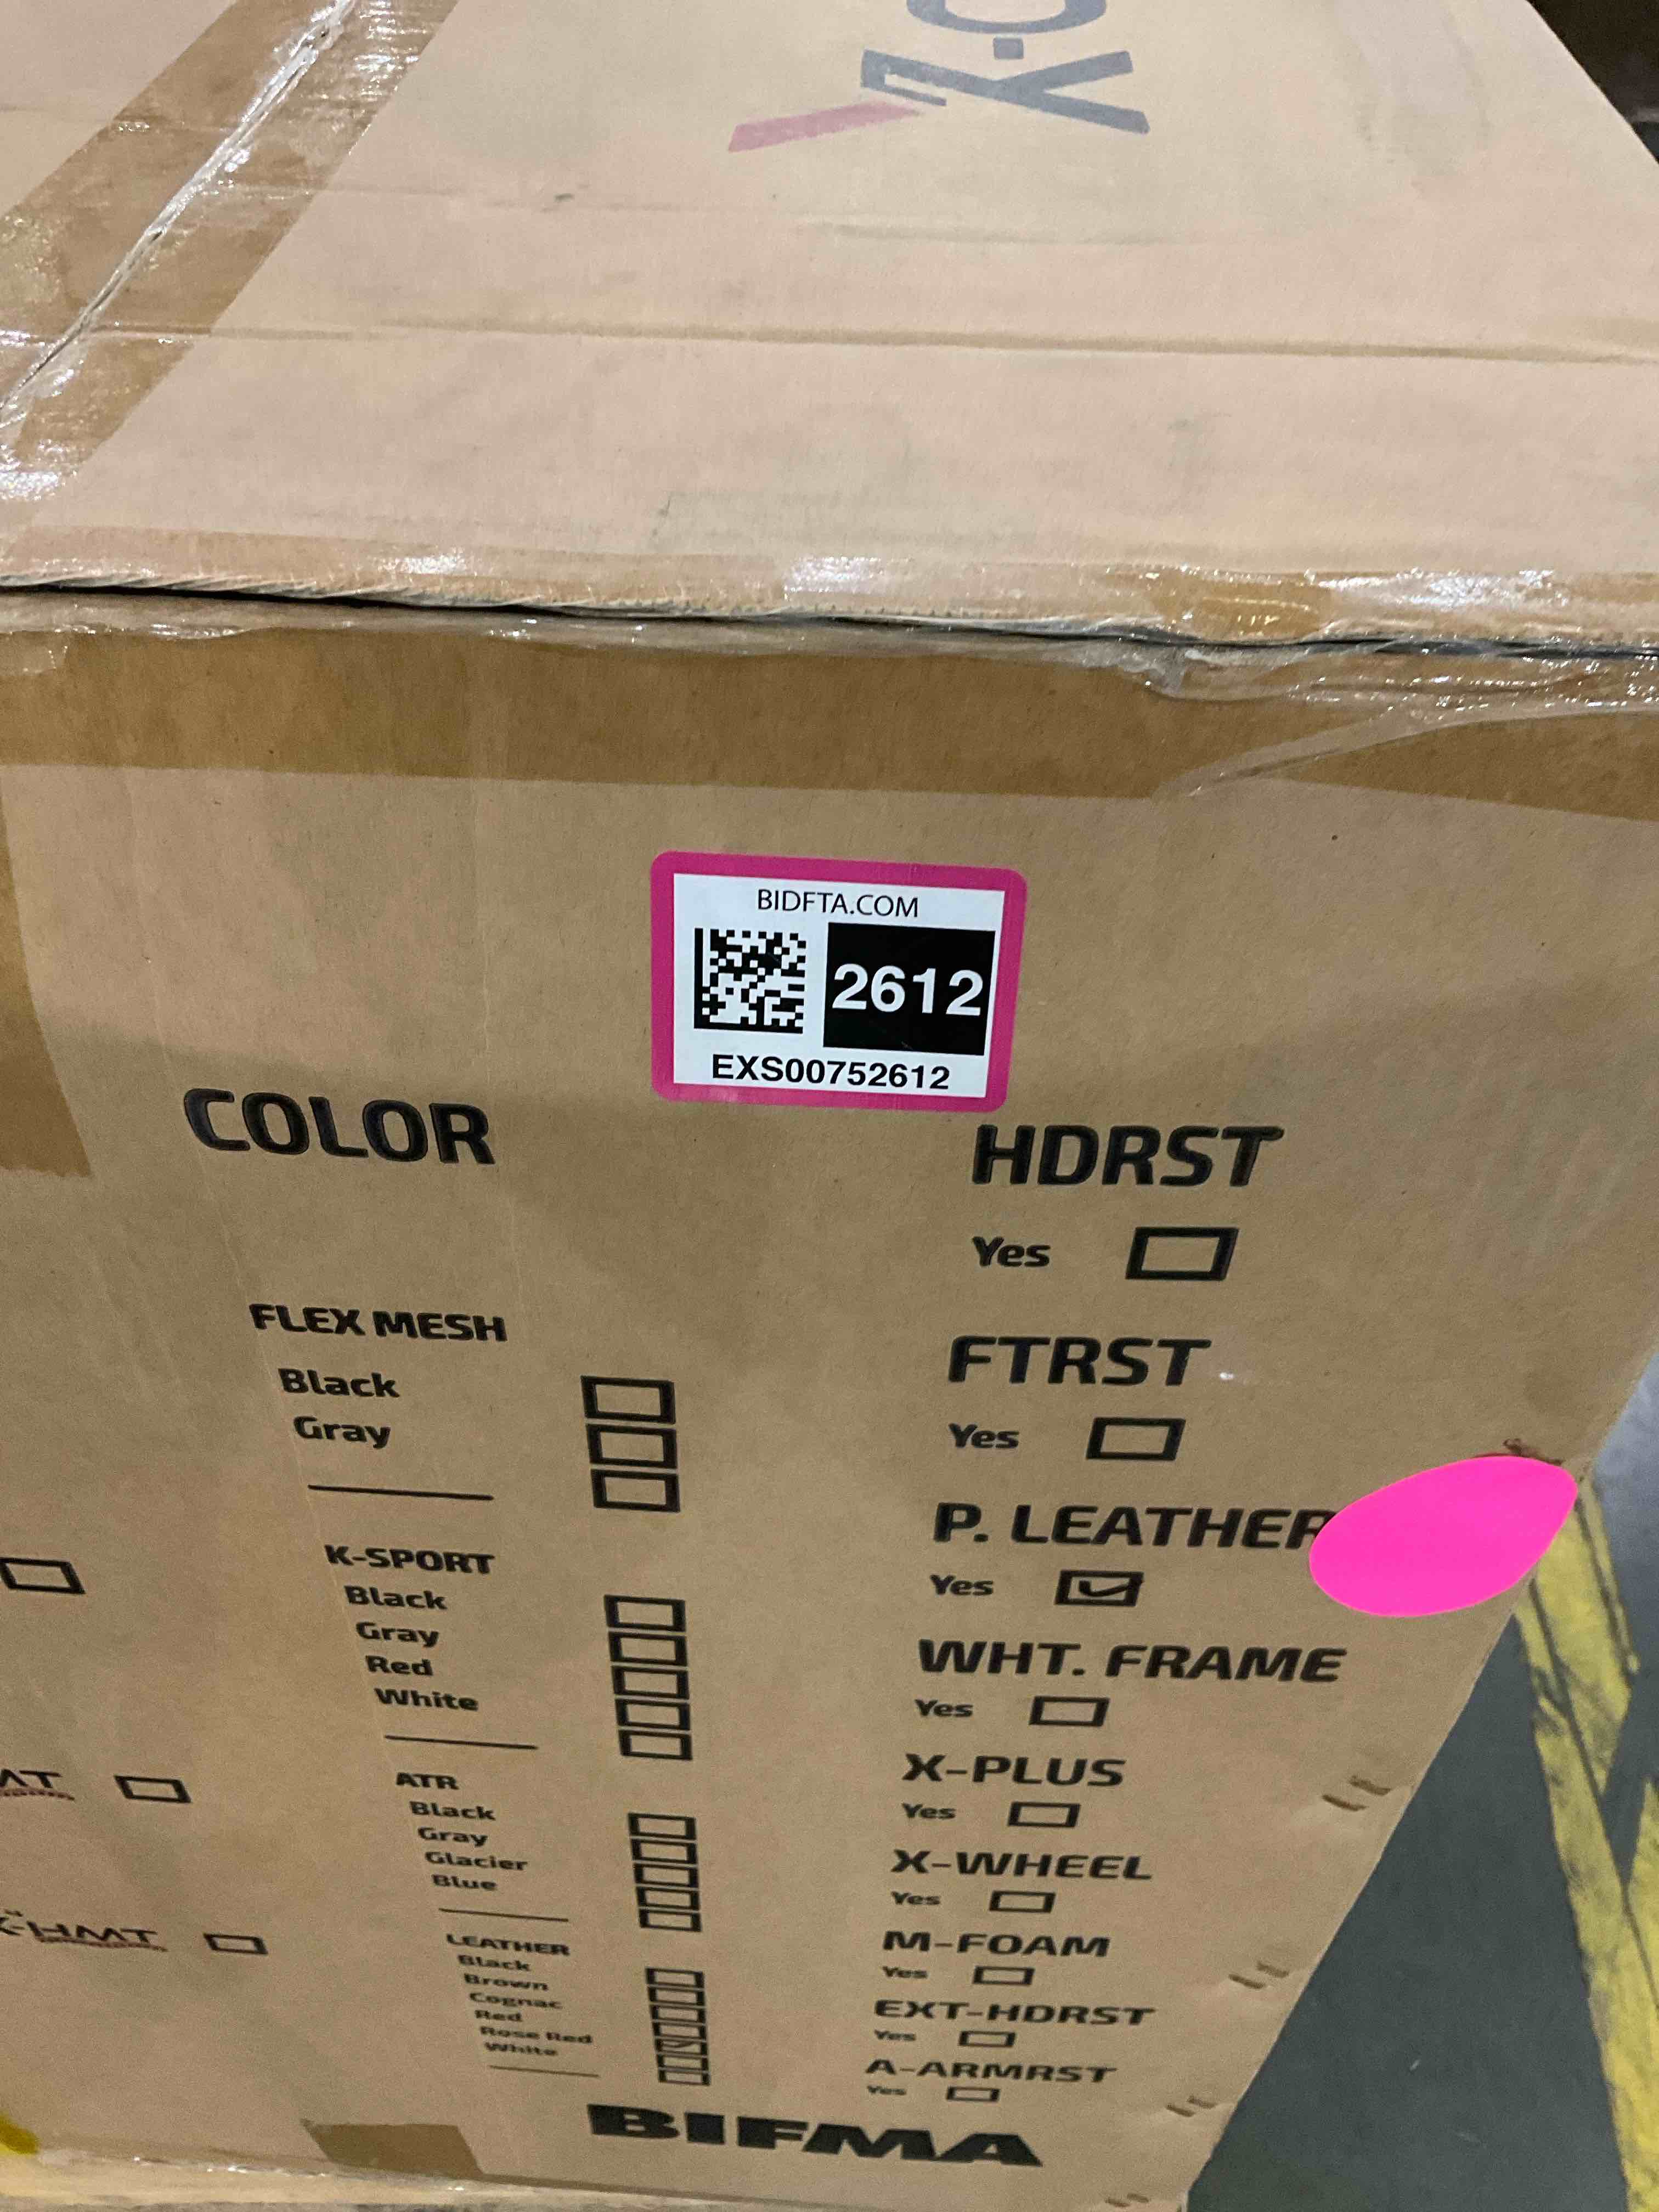 BIDFTA.COM
2612
EXS00752612
COLOR
FLEX MESH
Black
Gray
K-SPORT
Black
Gray
Red
White
ATR
Black
Gray
Glacier
Blue
LEATHER
Black
Brown
Cognac
Red
Rose Red
White
HDRST
Yes
FTRST
Yes
P. LEATHER
Yes
WHT. FRAME
Yes
X-PLUS
Yes
X-WHEEL
Yes
M-FOAM
Yes
EXT-HDRST
Yes
A-ARMRST
Yes
BIFMA